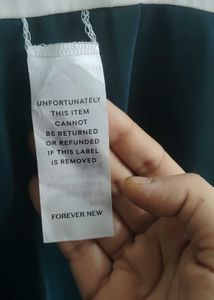 UNFORTUNATELY
THIS ITEM
CANNOT
BE RETURNED
OR REFUNDED
IF THIS LABEL
IS REMOVED
FOREVER NEW